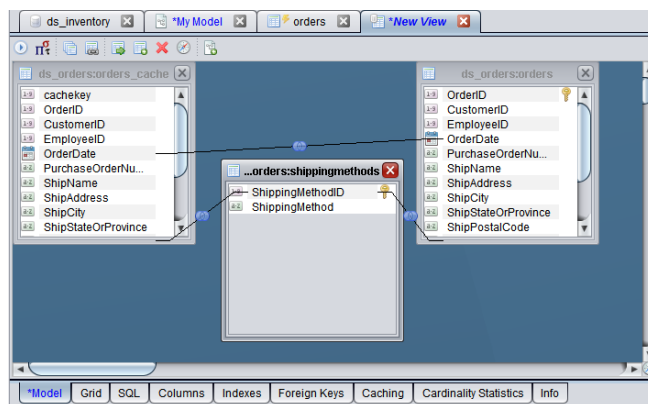 ds_inventory *My Model orders *New View
ds_orders:orders_cache
cachekey
OrderID
CustomerID
EmployeeID
OrderDate
PurchaseOrderNu...
ShipName
ShipAddress
ShipCity
ShipStateOrProvince
...orders:shippingmethods
ShippingMethodID
ShippingMethod
ds_orders:orders
OrderID
CustomerID
EmployeeID
OrderDate
PurchaseOrderNu...
ShipName
ShipAddress
ShipCity
ShipStateOrProvince
ShipPostalCode
*Model Grid SQL Columns Indexes Foreign Keys Caching Cardinality Statistics Info